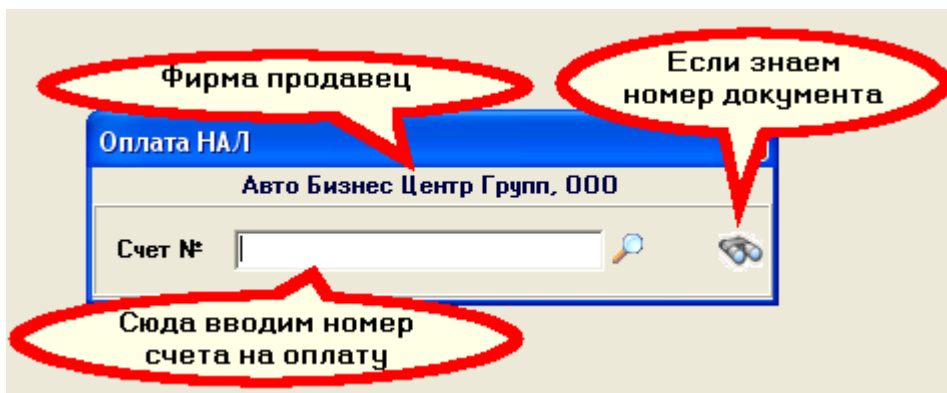 Фирма продавец
Если знаем
номер документа
Оплата НАЛ
Авто Бизнес Центр Групп, ООО
Счет №
Сюда вводим номер
счета на оплату